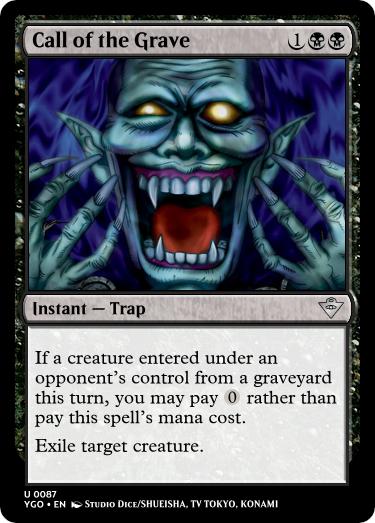 Call of the Grave 1
Instant — Trap
If a creature entered under an
opponent's control from a graveyard
this turn, you may pay 0 rather than
pay this spell's mana cost.
Exile target creature.
U 0087
YGO • EN Studio Dice/SHUEISHA, TV TOKYO, KONAMI